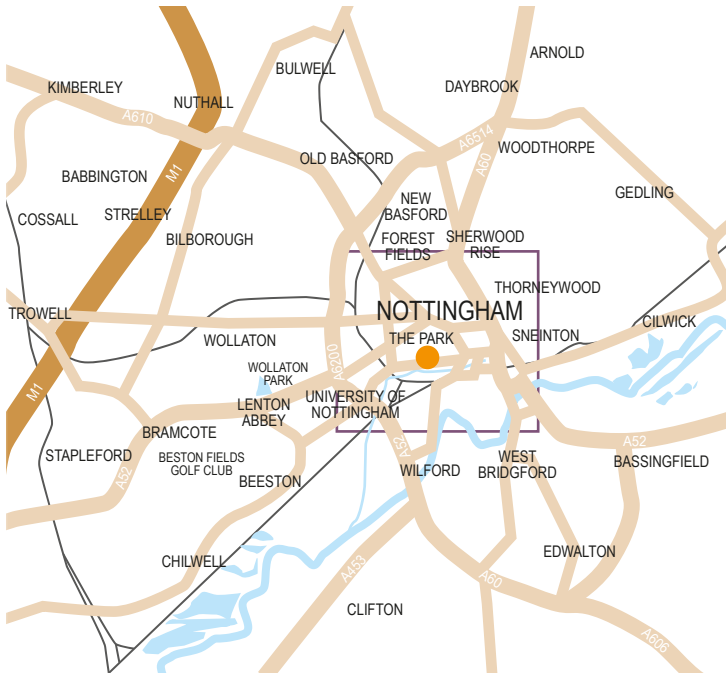 ARNOLD
BULWELL
KIMBERLEY
DAYBROOK
NUTHALL
A610
A6514
WOODTHORPE
OLD BASFORD
A60
M1
BABBINGTON
GEDLING
NEW
BASFORD
COSSALL
STRELLEY
BILBOROUGH
FOREST
FIELDS
SHERWOOD
RISE
THORNEYWOOD
NOTTINGHAM
TROWELL
CILWICK
WOLLATON
THE PARK
SNEINTON
A6200
WOLLATON
PARK
M1
UNIVERSITY OF
NOTTINGHAM
LENTON
ABBEY
BRAMCOTE
A52
A52
STAPLEFORD
BESTON FIELDS
GOLF CLUB
WILFORD
WEST
BRIDGFORD
BASSINGFIELD
A52
BEESTON
CHILWELL
EDWALTON
A453
A60
CLIFTON
A606